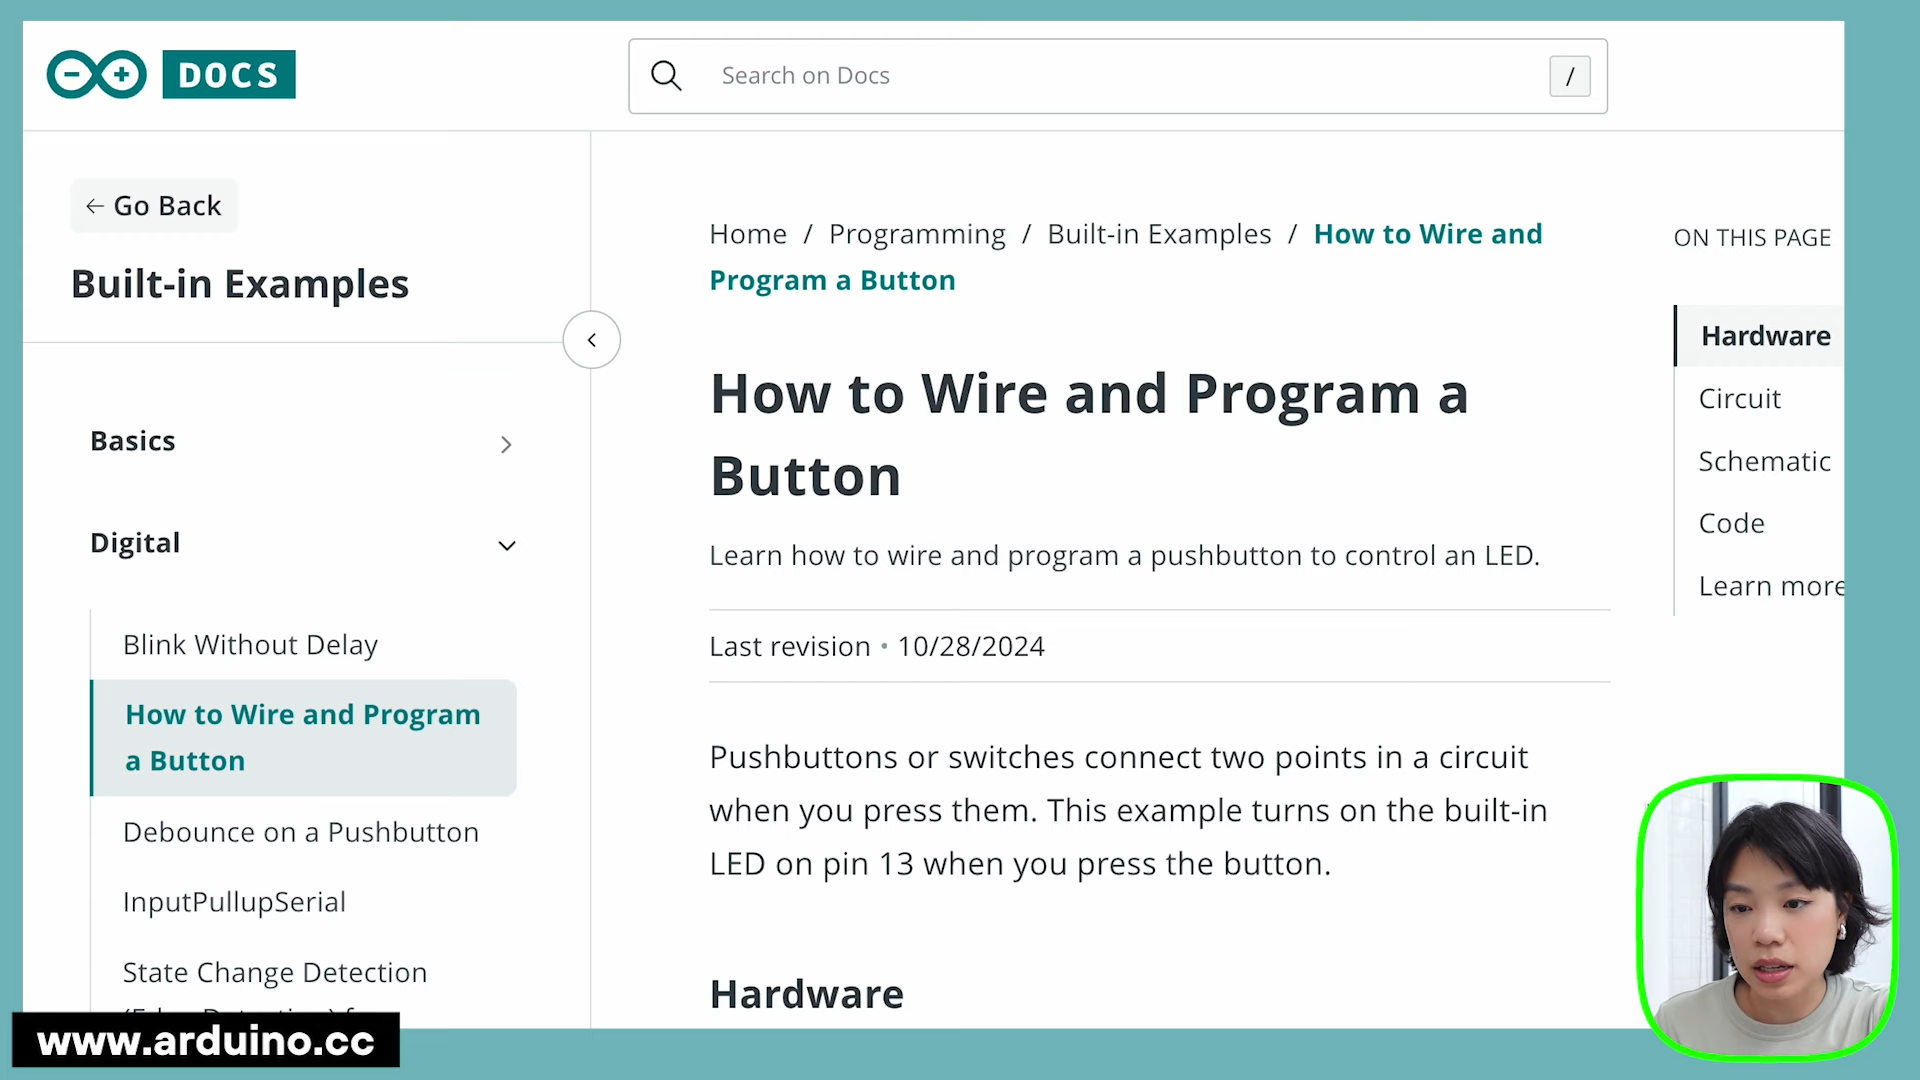 DOCS
Search on Docs
/
Go Back
Built-in Examples
Basics
Digital
Blink Without Delay
How to Wire and Program
a Button
Debounce on a Pushbutton
InputPullupSerial
State Change Detection
Home / Programming / Built-in Examples / How to Wire and
Program a Button
How to Wire and Program a
Button
Learn how to wire and program a pushbutton to control an LED.
Last revision • 10/28/2024
Pushbuttons or switches connect two points in a circuit
when you press them. This example turns on the built-in
LED on pin 13 when you press the button.
Hardware
ON THIS PAGE
Hardware
Circuit
Schematic
Code
Learn more
www.arduino.cc